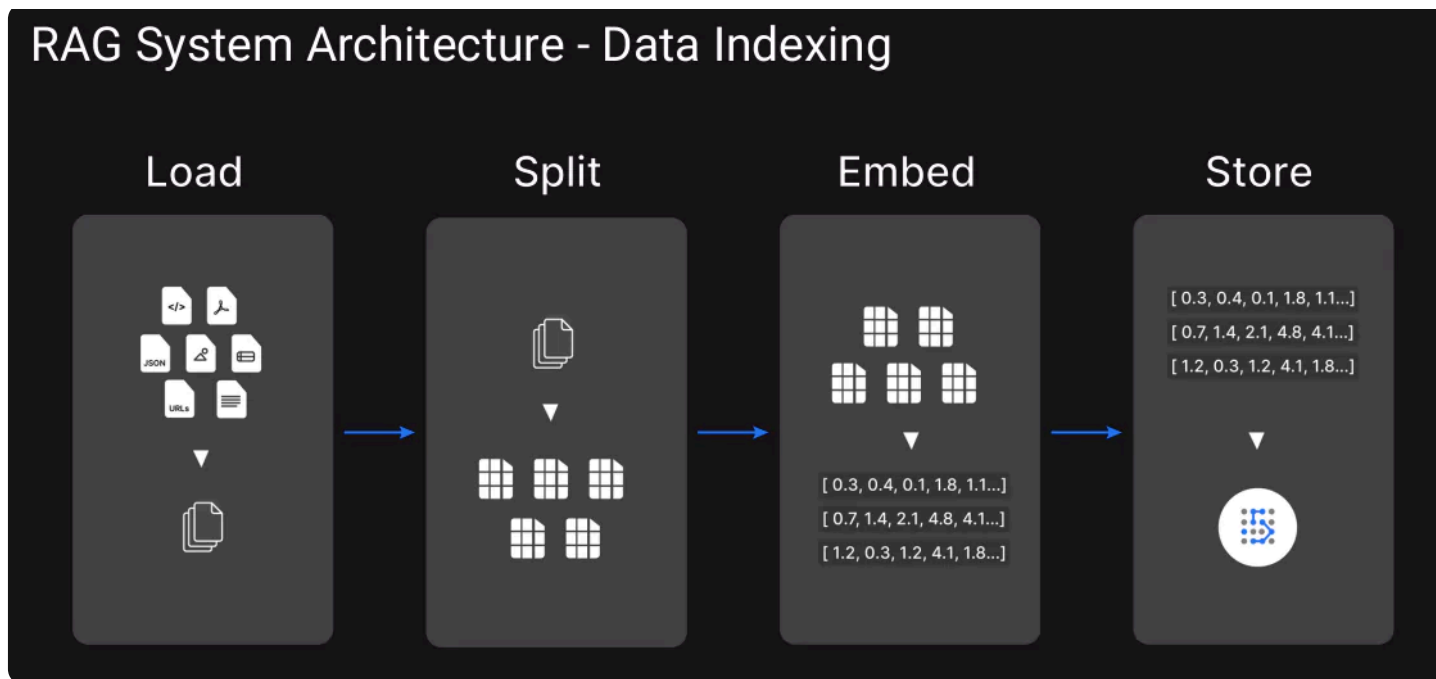 RAG System Architecture - Data Indexing
Load
Split
Embed
Store
</>
JSON
URLs
[ 0.3, 0.4, 0.1, 1.8, 1.1...]
[ 0.7, 1.4, 2.1, 4.8, 4.1...]
[ 1.2, 0.3, 1.2, 4.1, 1.8...]
[ 0.3, 0.4, 0.1, 1.8, 1.1...]
[ 0.7, 1.4, 2.1, 4.8, 4.1...]
[ 1.2, 0.3, 1.2, 4.1, 1.8...]